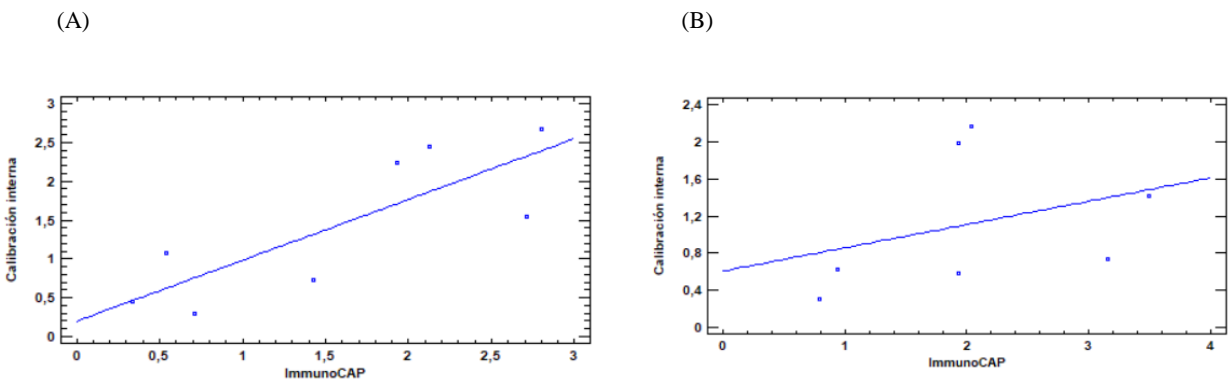 (A)
(B)
Calibración interna
3
2,5
2
1,5
1
0,5
0
0 0,5 1 1,5 2 2,5 3
ImmunoCAP
Calibración interna
2,4
2
1,6
1,2
0,8
0,4
0
0 1 2 3 4
ImmunoCAP